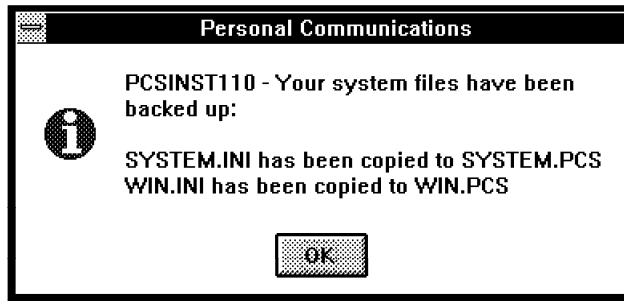 Personal Communications
PCSINST110 - Your system files have been
backed up:
SYSTEM.INI has been copied to SYSTEM.PCS
WIN.INI has been copied to WIN.PCS
OK